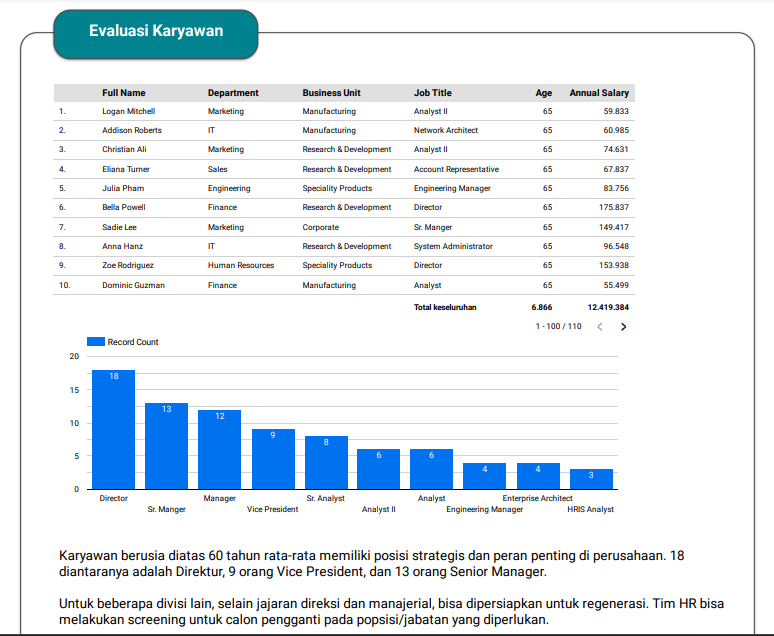 Evaluasi Karyawan
Full Name Department Business Unit Job Title Age Annual Salary
1. Logan Mitchell Marketing Manufacturing Analyst II 65 59.833
2. Addison Roberts IT Manufacturing Network Architect 65 60.985
3. Christian Ali Marketing Research & Development Analyst II 65 74.631
4. Eliana Turner Sales Research & Development Account Representative 65 67.837
5. Julia Pham Engineering Speciality Products Engineering Manager 65 83.756
6. Bella Powell Finance Research & Development Director 65 175.837
7. Sadie Lee Marketing Corporate Sr. Manger 65 149.417
8. Anna Hanz IT Research & Development System Administrator 65 96.548
9. Zoe Rodriguez Human Resources Speciality Products Director 65 153.938
10. Dominic Guzman Finance Manufacturing Analyst 65 55.499
Total keseluruhan 6.866 12.419.384
1 - 100 / 110 < >
Record Count
20
15
10
5
0
18
13
12
9
8
6
6
4
4
3
Director Manager Sr. Analyst Analyst Enterprise Architect
Sr. Manger Vice President Analyst II Engineering Manager HRIS Analyst
Karyawan berusia diatas 60 tahun rata-rata memiliki posisi strategis dan peran penting di perusahaan. 18
diantaranya adalah Direktur, 9 orang Vice President, dan 13 orang Senior Manager.
Untuk beberapa divisi lain, selain jajaran direksi dan manajerial, bisa dipersiapkan untuk regenerasi. Tim HR bisa
melakukan screening untuk calon pengganti pada popsisi/jabatan yang diperlukan.